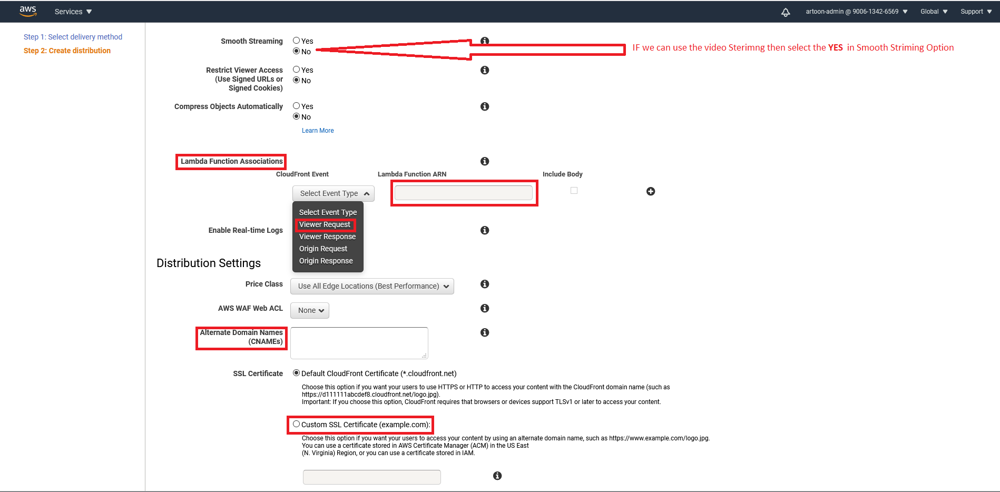 aws
Services
artoon-admin @ 9006-1342-6569
Global
Support
Step 1: Select delivery method
Step 2: Create distribution
Smooth Streaming
Yes
No
IF we can use the video Sterimng then select the YES in Smooth Striming Option
Restrict Viewer Access
(Use Signed URLs or
Signed Cookies)
Yes
No
Compress Objects Automatically
Yes
No
Learn More
Lambda Function Associations
CloudFront Event
Lambda Function ARN
Include Body
Select Event Type
Select Event Type
Viewer Request
Viewer Response
Origin Request
Origin Response
Enable Real-time Logs
Distribution Settings
Price Class
Use All Edge Locations (Best Performance)
AWS WAF Web ACL
None
Alternate Domain Names
(CNAMEs)
SSL Certificate
Default CloudFront Certificate (*.cloudfront.net)
Choose this option if you want your users to use HTTPS or HTTP to access your content with the CloudFront domain name (such as
https://d111111abcdef8.cloudfront.net/logo.jpg).
Important: If you choose this option, CloudFront requires that browsers or devices support TLSv1 or later to access your content.
Custom SSL Certificate (example.com):
Choose this option if you want your users to access your content by using an alternate domain name, such as https://www.example.com/logo.jpg.
You can use a certificate stored in AWS Certificate Manager (ACM) in the US East
(N. Virginia) Region, or you can use a certificate stored in IAM.